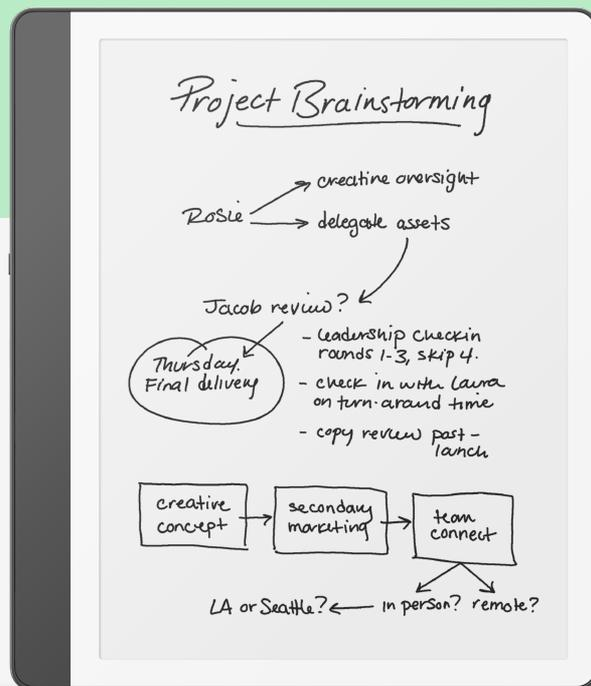 Project Brainstorming
creative oversight
Rosie
delegate assets
Jacob review?
- leadership checkin
rounds 1-3, skip 4.
Thursday.
Final delivery
- check in with Laura
on turn-around time
- copy review post-
launch
creative
concept
secondary
marketing
team
connect
LA or Seattle?
in person?
remote?